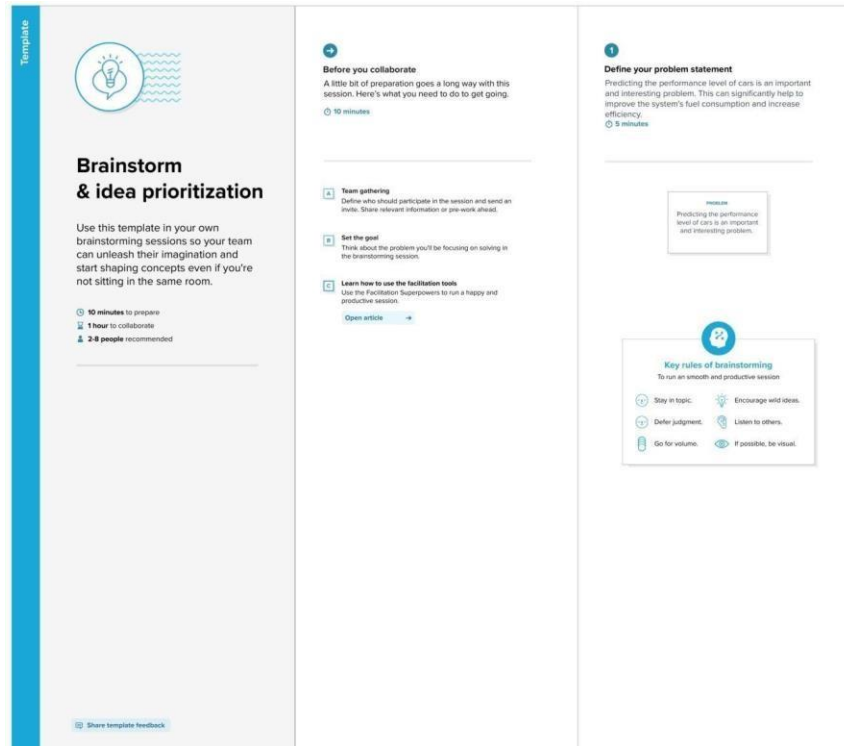 Template
Brainstorm
& idea prioritization
Use this template in your own
brainstorming sessions so your team
can unleash their imagination and
start shaping concepts even if you're
not sitting in the same room.
10 minutes to prepare
1 hour to collaborate
2-8 people recommended
Share template feedback
Before you collaborate
A little bit of preparation goes a long way with this
session. Here's what you need to do to get going.
10 minutes
A
Team gathering
Define who should participate in the session and send an
invite. Share relevant information or pre-work ahead.
B
Set the goal
Think about the problem you'll be focusing on solving in
the brainstorming session.
C
Learn how to use the facilitation tools
Use the Facilitation Superpowers to run a happy and
productive session.
Open article
1
Define your problem statement
Predicting the performance level of cars is an important
and interesting problem. This can significantly help to
improve the system's fuel consumption and increase
efficiency.
5 minutes
PROBLEM
Predicting the performance
level of cars is an important
and interesting problem.
Key rules of brainstorming
To run an smooth and productive session
Stay in topic.
Encourage wild ideas.
Defer judgment.
Listen to others.
Go for volume.
If possible, be visual.